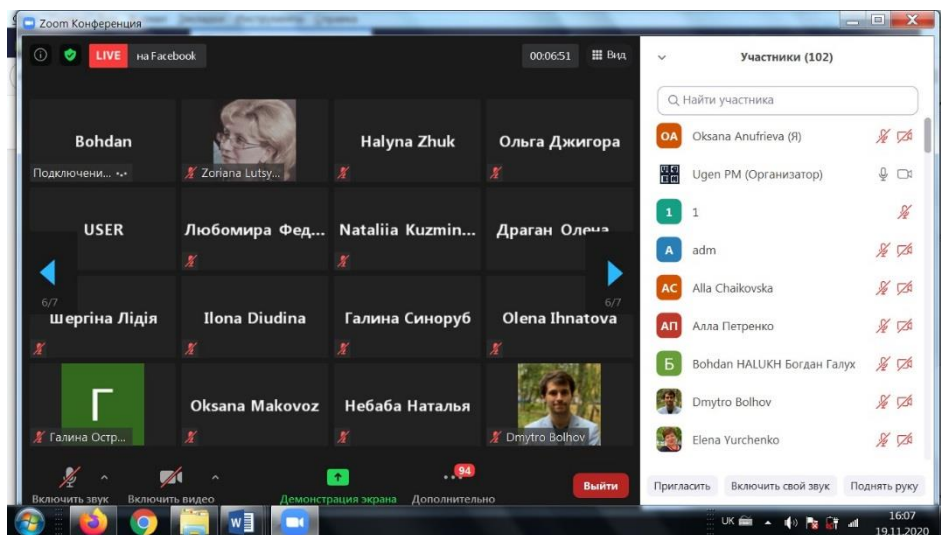 Zoom Конференция
LIVE на Facebook
00:06:51 Вид
Bohdan
Подключени...
Zoriana Lutsy...
Halyna Zhuk
Ольга Джигора
USER
Любомира Фед...
Nataliia Kuzmin...
Драган Олена
6/7
6/7
Шергіна Лідія
Ilona Diudina
Галина Синоруб
Olena Ihnatova
Г
Галина Остр...
Oksana Makovoz
Небаба Наталья
Dmytro Bolhov
Включить звук
Включить видео
Демонстрация экрана
94
Дополнительно
Выйти
Участники (102)
Найти участника
OA Oksana Anufrieva (Я)
Ugen PM (Организатор)
1 1
A adm
AC Alla Chaikovska
АП Алла Петренко
Б Bohdan HALUKH Богдан Галух
Dmytro Bolhov
Elena Yurchenko
Пригласить
Включить свой звук
Поднять руку
UK
16:07
19.11.2020